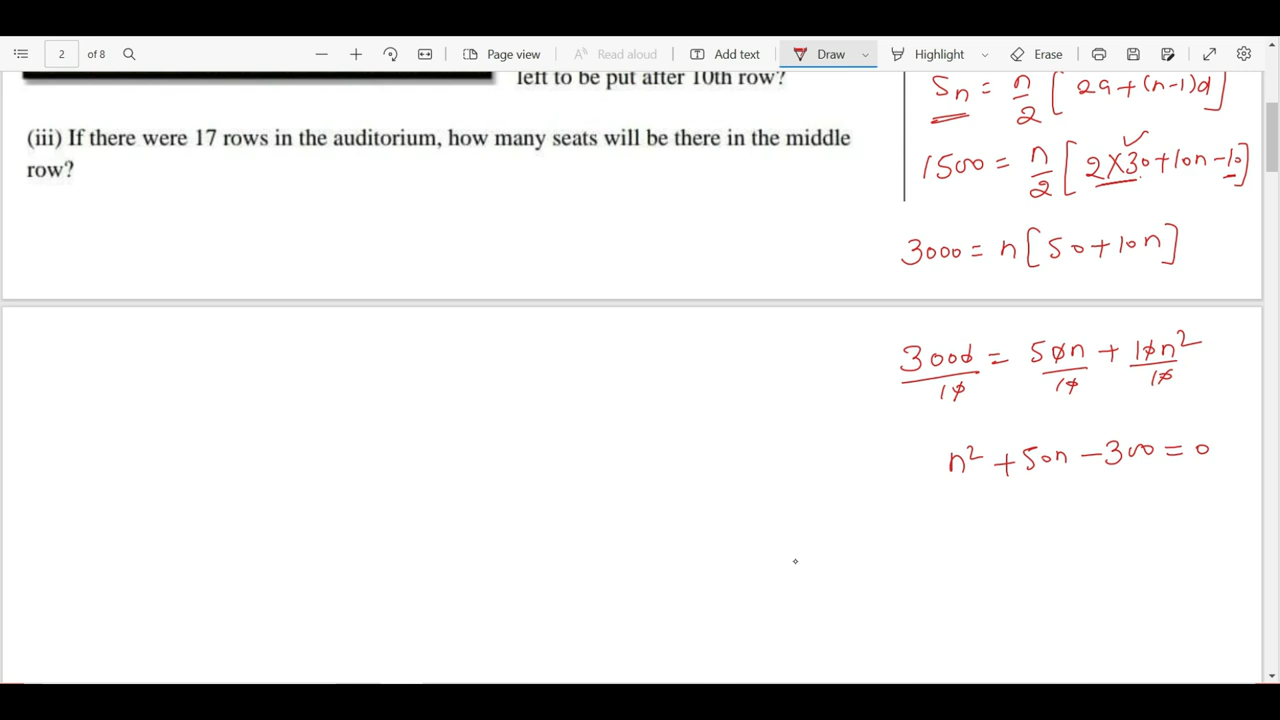 2 of 8 Page view Read aloud Add text Draw Highlight Erase
left to be put after 10th row?
(iii) If there were 17 rows in the auditorium, how many seats will be there in the middle
row?
Sn = n/2 [ 2a + (n-1)d ]
1500 = n/2 [ 2X30 + 10n - 10 ]
3000 = n [ 50 + 10n ]
3000/10 = 50n/10 + 10n²/10
n² + 50n - 300 = 0